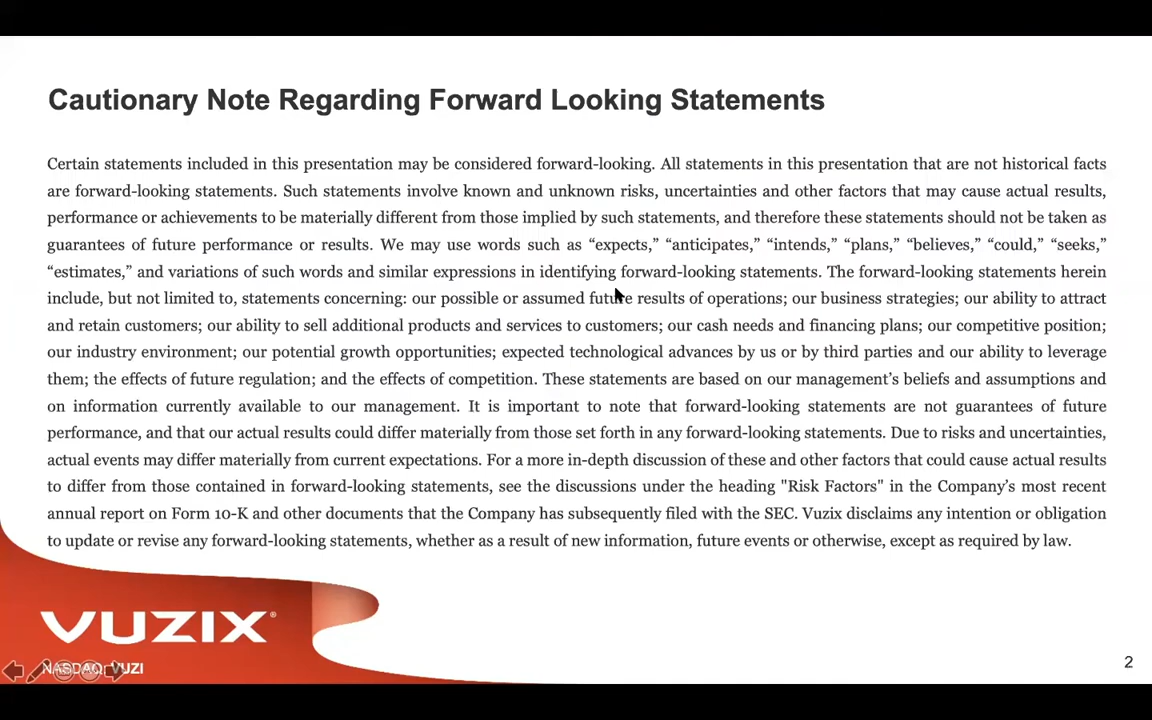 Cautionary Note Regarding Forward Looking Statements
Certain statements included in this presentation may be considered forward-looking. All statements in this presentation that are not historical facts
are forward-looking statements. Such statements involve known and unknown risks, uncertainties and other factors that may cause actual results,
performance or achievements to be materially different from those implied by such statements, and therefore these statements should not be taken as
guarantees of future performance or results. We may use words such as “expects,” “anticipates,” “intends,” “plans,” “believes,” “could,” “seeks,”
“estimates,” and variations of such words and similar expressions in identifying forward-looking statements. The forward-looking statements herein
include, but not limited to, statements concerning: our possible or assumed future results of operations; our business strategies; our ability to attract
and retain customers; our ability to sell additional products and services to customers; our cash needs and financing plans; our competitive position;
our industry environment; our potential growth opportunities; expected technological advances by us or by third parties and our ability to leverage
them; the effects of future regulation; and the effects of competition. These statements are based on our management’s beliefs and assumptions and
on information currently available to our management. It is important to note that forward-looking statements are not guarantees of future
performance, and that our actual results could differ materially from those set forth in any forward-looking statements. Due to risks and uncertainties,
actual events may differ materially from current expectations. For a more in-depth discussion of these and other factors that could cause actual results
to differ from those contained in forward-looking statements, see the discussions under the heading "Risk Factors" in the Company’s most recent
annual report on Form 10-K and other documents that the Company has subsequently filed with the SEC. Vuzix disclaims any intention or obligation
to update or revise any forward-looking statements, whether as a result of new information, future events or otherwise, except as required by law.
VUZIX®
NASDAQ: VUZI
2